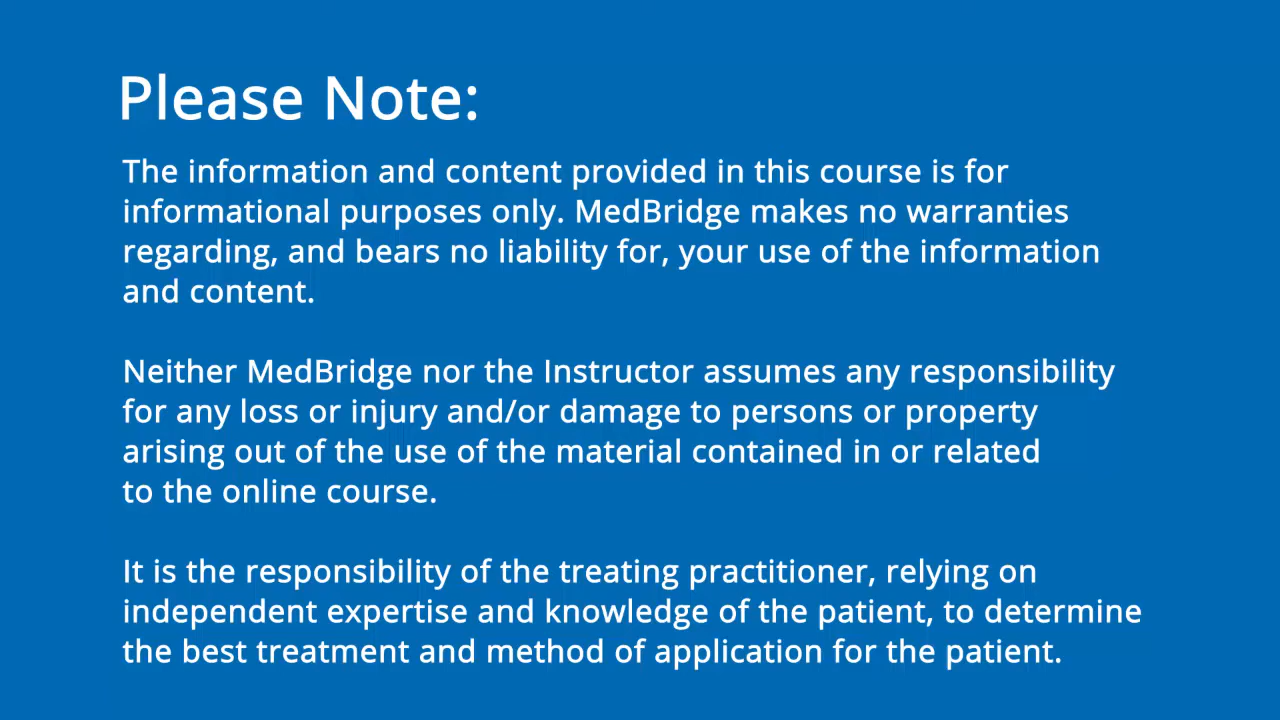 Please Note:
The information and content provided in this course is for
informational purposes only. MedBridge makes no warranties
regarding, and bears no liability for, your use of the information
and content.
Neither MedBridge nor the Instructor assumes any responsibility
for any loss or injury and/or damage to persons or property
arising out of the use of the material contained in or related
to the online course.
It is the responsibility of the treating practitioner, relying on
independent expertise and knowledge of the patient, to determine
the best treatment and method of application for the patient.